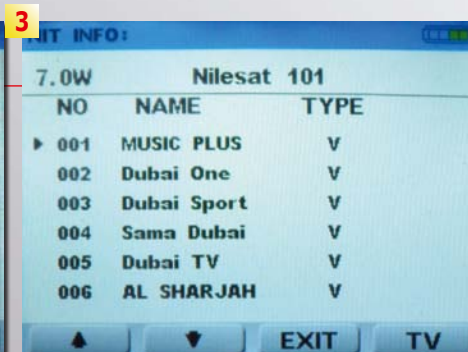 3
NIT INFO:
7.0W Nilesat 101
NO NAME TYPE
001 MUSIC PLUS V
002 Dubai One V
003 Dubai Sport V
004 Sama Dubai V
005 Dubai TV V
006 AL SHARJAH V
EXIT TV